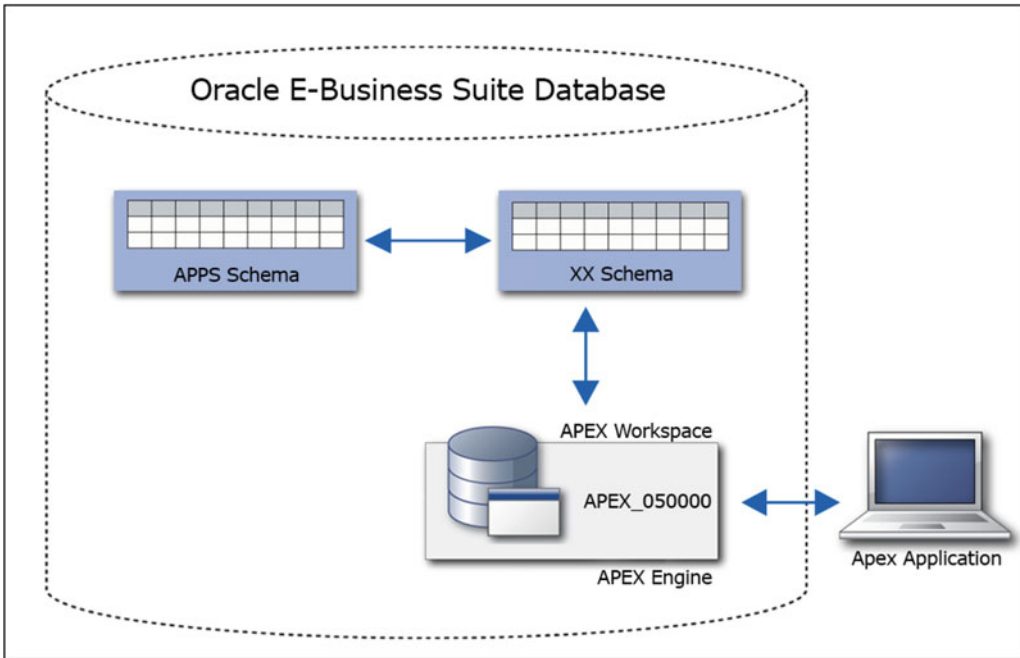 Oracle E-Business Suite Database
APPS Schema
XX Schema
APEX Workspace
APEX_050000
APEX Engine
Apex Application